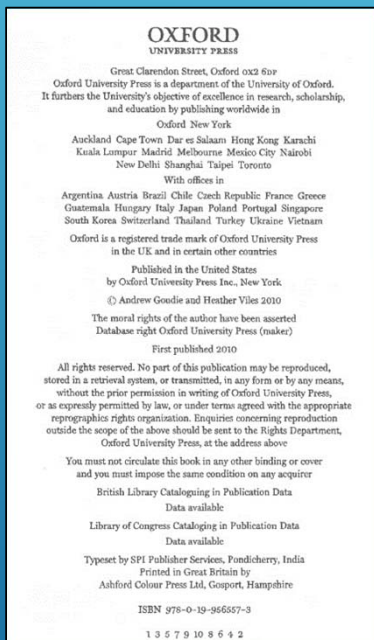 OXFORD
UNIVERSITY PRESS
Great Clarendon Street, Oxford OX2 6DP
Oxford University Press is a department of the University of Oxford.
It furthers the University's objective of excellence in research, scholarship,
and education by publishing worldwide in
Oxford New York
Auckland Cape Town Dar es Salaam Hong Kong Karachi
Kuala Lumpur Madrid Melbourne Mexico City Nairobi
New Delhi Shanghai Taipei Toronto
With offices in
Argentina Austria Brazil Chile Czech Republic France Greece
Guatemala Hungary Italy Japan Poland Portugal Singapore
South Korea Switzerland Thailand Turkey Ukraine Vietnam
Oxford is a registered trade mark of Oxford University Press
in the UK and in certain other countries
Published in the United States
by Oxford University Press Inc., New York
© Andrew Goudie and Heather Viles 2010
The moral rights of the author have been asserted
Database right Oxford University Press (maker)
First published 2010
All rights reserved. No part of this publication may be reproduced,
stored in a retrieval system, or transmitted, in any form or by any means,
without the prior permission in writing of Oxford University Press,
or as expressly permitted by law, or under terms agreed with the appropriate
reprographics rights organization. Enquiries concerning reproduction
outside the scope of the above should be sent to the Rights Department,
Oxford University Press, at the address above
You must not circulate this book in any other binding or cover
and you must impose the same condition on any acquirer
British Library Cataloguing in Publication Data
Data available
Library of Congress Cataloging in Publication Data
Data available
Typeset by SPI Publisher Services, Pondicherry, India
Printed in Great Britain by
Ashford Colour Press Ltd, Gosport, Hampshire
ISBN 978-0-19-956557-3
1 3 5 7 9 10 8 6 4 2